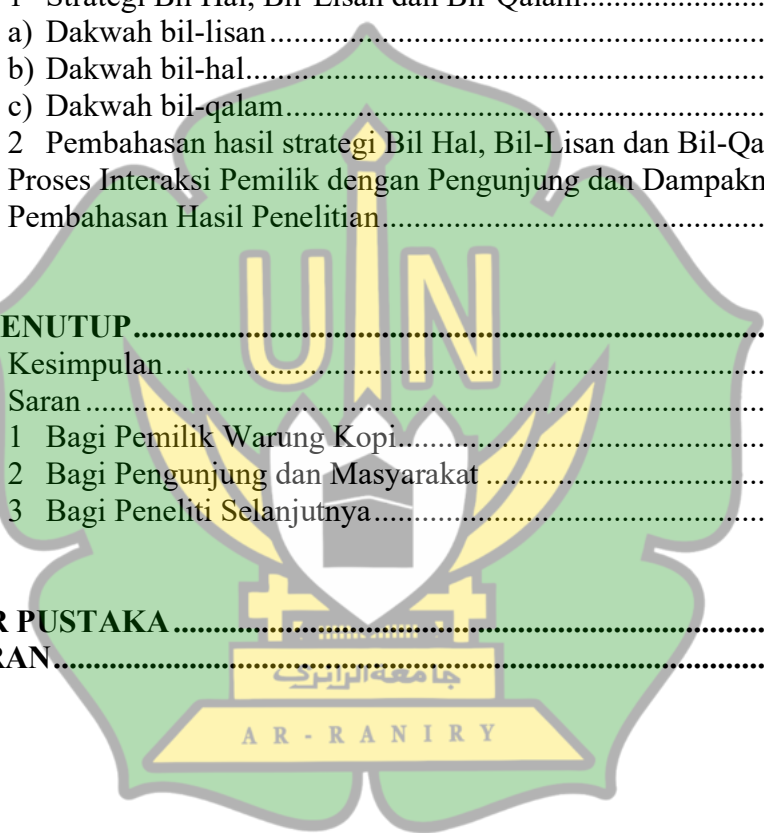 1 Strategi Bil Hal, Bil-Lisan dan Bil-Qalam....................
a) Dakwah bil-lisan....................
b) Dakwah bil-hal....................
c) Dakwah bil-qalam....................
2 Pembahasan hasil strategi Bil Hal, Bil-Lisan dan Bil-Qa
Proses Interaksi Pemilik dengan Pengunjung dan Dampakn
Pembahasan Hasil Penelitian....................
UIN
ENUTUP....................
Kesimpulan....................
Saran....................
1 Bagi Pemilik Warung Kopi....................
2 Bagi Pengunjung dan Masyarakat....................
3 Bagi Peneliti Selanjutnya....................
R PUSTAKA....................
RAN....................
جامعة الرانري
AR-RANIRY